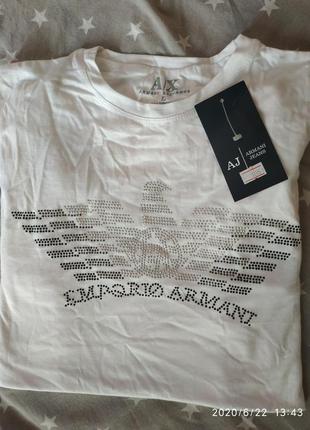 A|X
ARMANI EXCHANGE
L
AJ | ARMANI
JEANS
EMPORIO ARMANI
2020/6/22 13:43